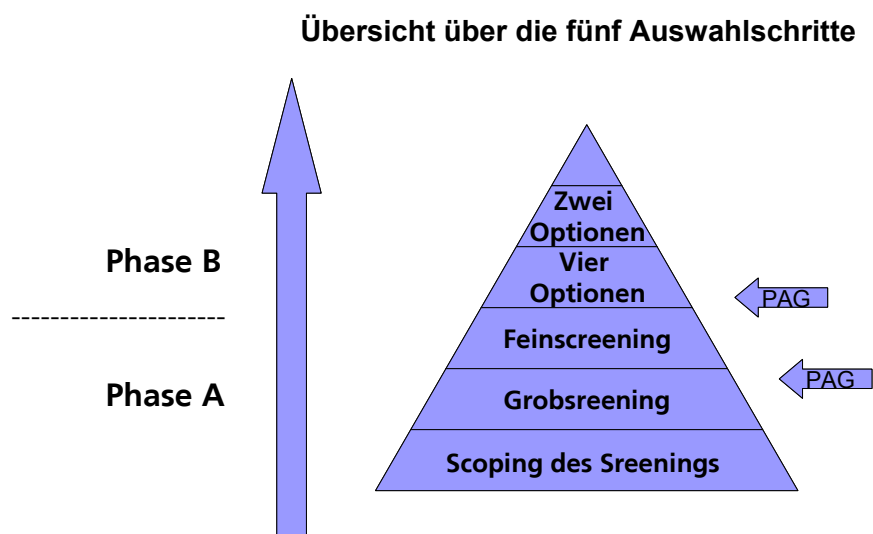 Übersicht über die fünf Auswahlschritte
Zwei
Optionen
Phase B
Vier
Optionen
PAG
----------------------
Feinscreening
PAG
Phase A
Grobsreening
Scoping des Sreenings